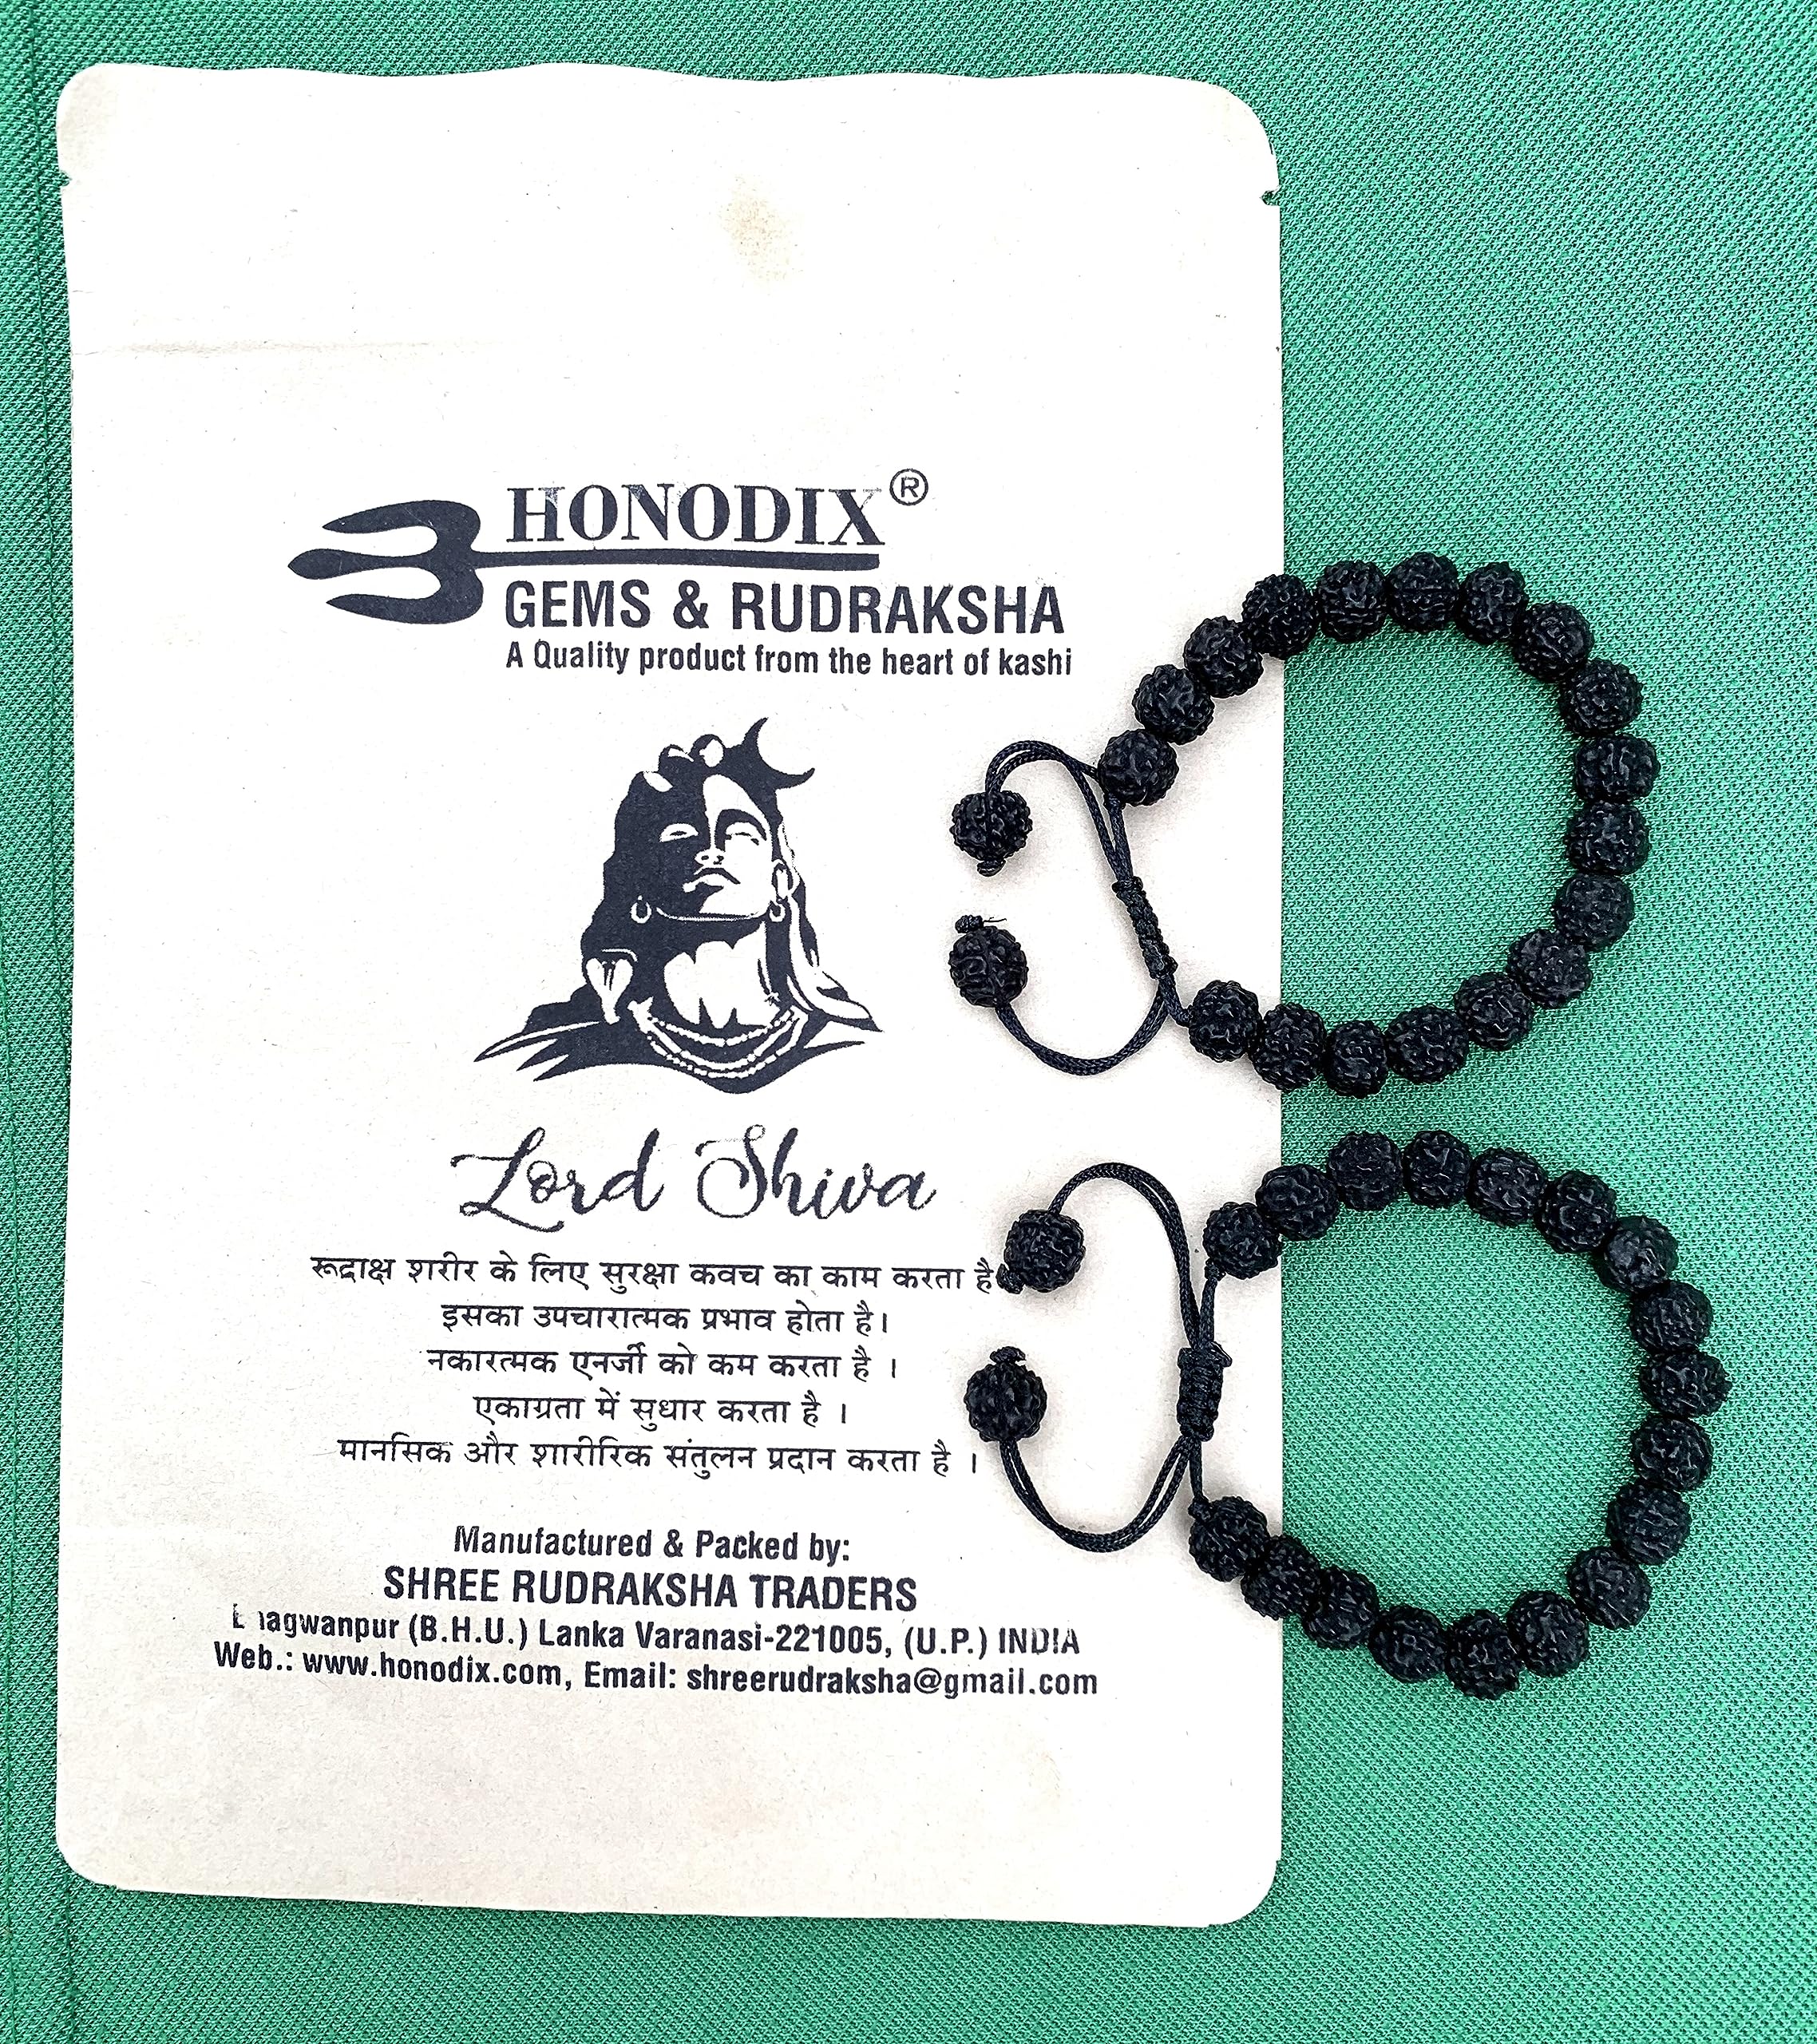 HONODIX®
GEMS & RUDRAKSHA
A Quality product from the heart of kashi
Lord Shiva
रूद्राक्ष शरीर के लिए सुरक्षा कवच का काम करता है
इसका उपचारात्मक प्रभाव होता है।
नकारत्मक एनर्जी को कम करता है ।
एकाग्रता में सुधार करता है ।
मानसिक और शारीरिक संतुलन प्रदान करता है ।
Manufactured & Packed by:
SHREE RUDRAKSHA TRADERS
(B.H.U.) Lanka Varanasi-221005, (U.P.) INDIA
Web.: www.honodix.com, Email: shreerudraksha@gmail.com